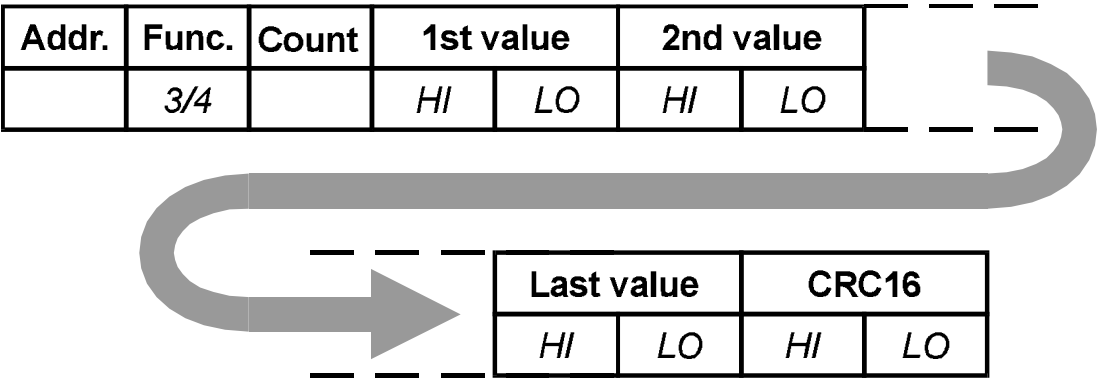 Addr. Func. Count 1st value 2nd value
3/4 HI LO HI LO
Last value CRC16
HI LO HI LO